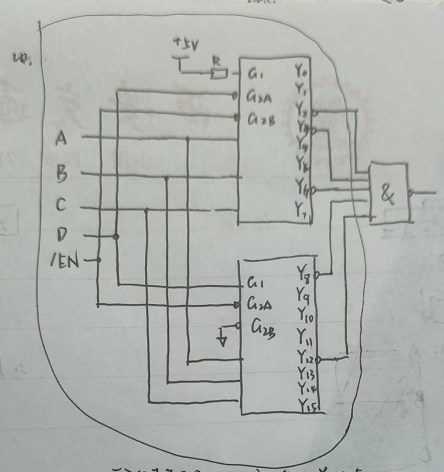 +5V
R
G1
G2A
G2B
Y0
Y1
Y2
Y3
Y4
Y5
Y6
Y7
A
B
C
D
/EN
&
G1
G2A
G2B
Y8
Y9
Y10
Y11
Y12
Y13
Y14
Y15